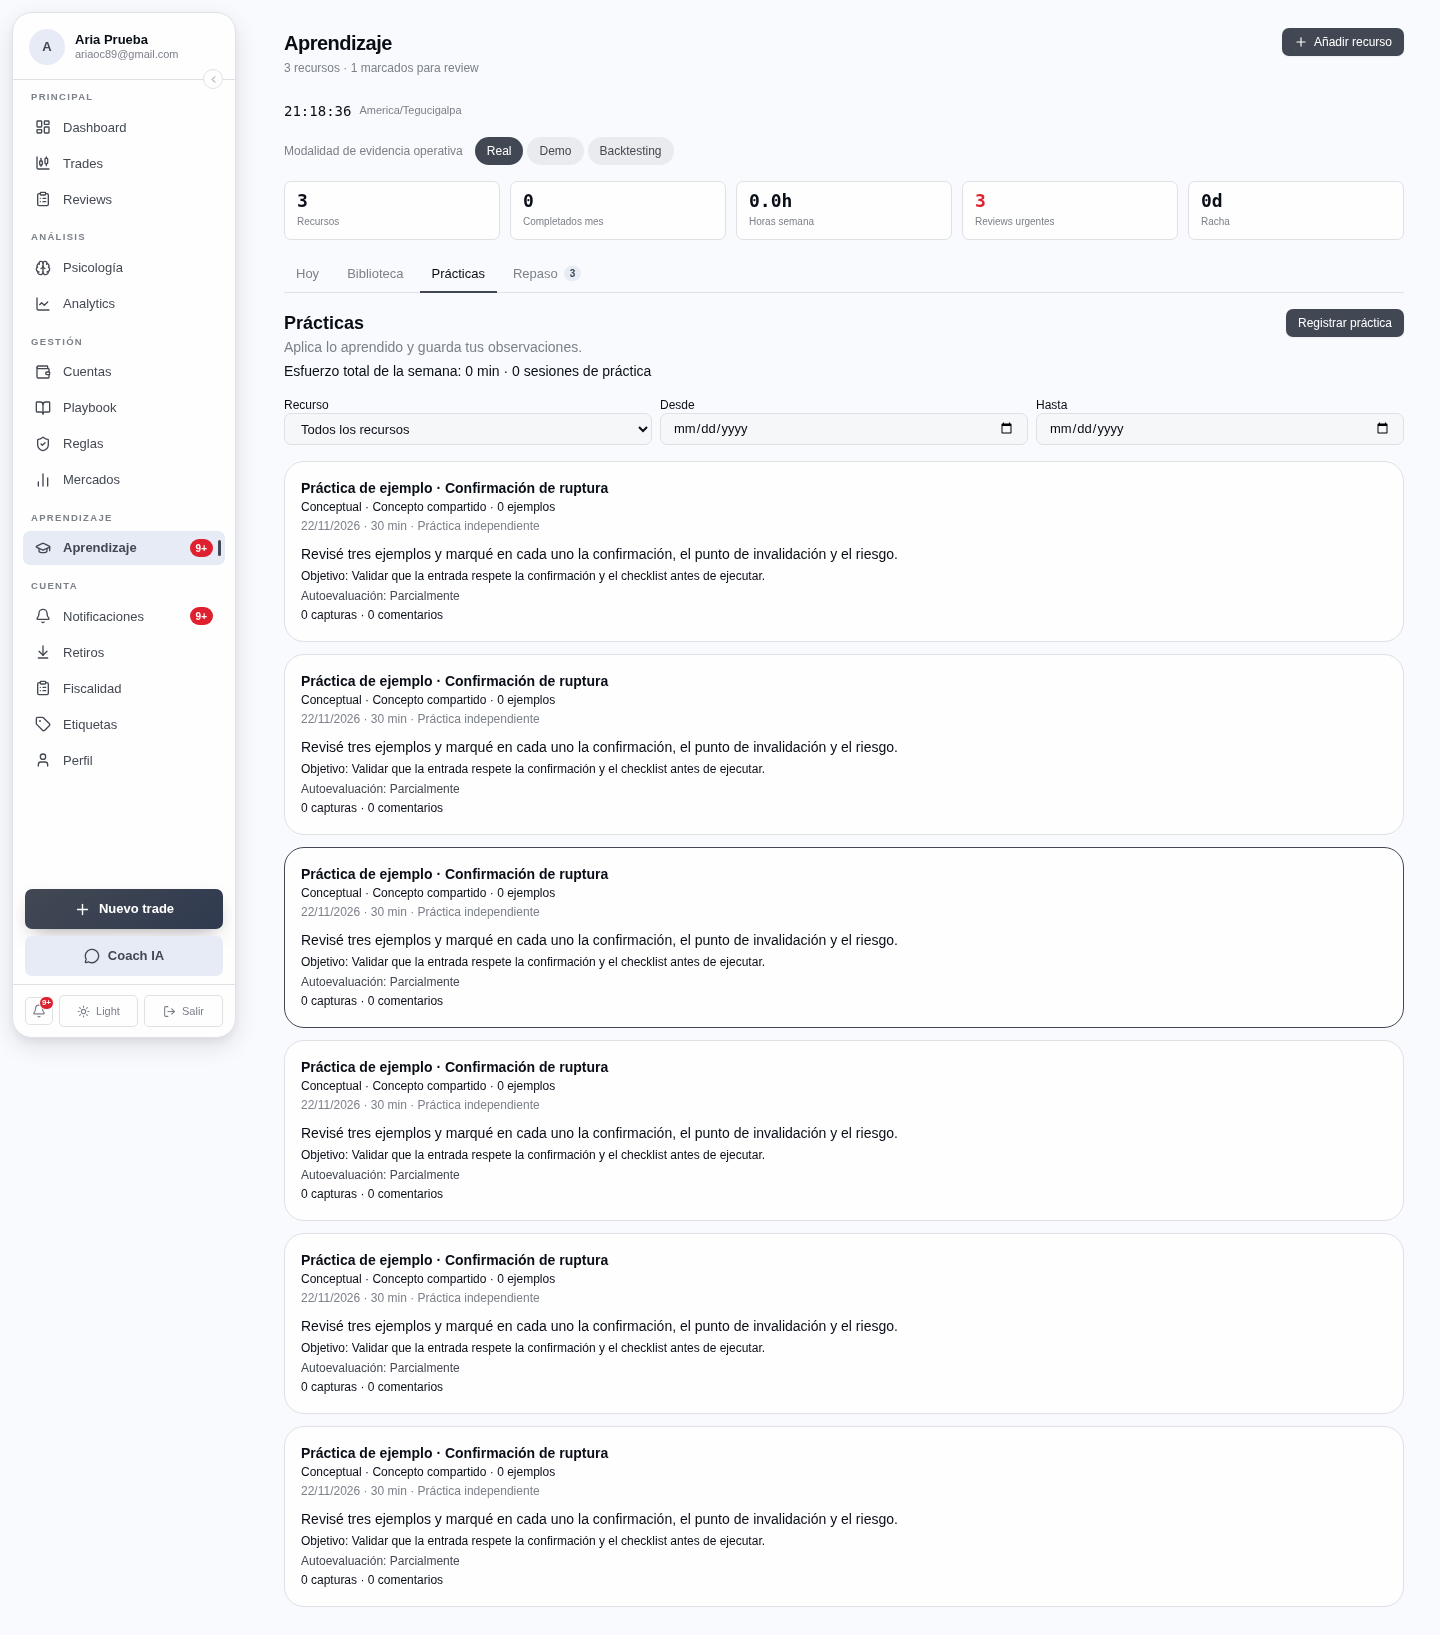 A
Aria Prueba
ariaoc89@gmail.com
PRINCIPAL
Dashboard
Trades
Reviews
ANÁLISIS
Psicología
Analytics
GESTIÓN
Cuentas
Playbook
Reglas
Mercados
APRENDIZAJE
Aprendizaje 9+
CUENTA
Notificaciones 9+
Retiros
Fiscalidad
Etiquetas
Perfil
Nuevo trade
Coach IA
9+ Light Salir
Aprendizaje
Añadir recurso
3 recursos · 1 marcados para review
21:18:36 America/Tegucigalpa
Modalidad de evidencia operativa Real Demo Backtesting
3
Recursos
0
Completados mes
0.0h
Horas semana
3
Reviews urgentes
0d
Racha
Hoy Biblioteca Prácticas Repaso 3
Prácticas
Registrar práctica
Aplica lo aprendido y guarda tus observaciones.
Esfuerzo total de la semana: 0 min · 0 sesiones de práctica
Recurso Desde Hasta
Todos los recursos mm/dd/yyyy mm/dd/yyyy
Práctica de ejemplo · Confirmación de ruptura
Conceptual · Concepto compartido · 0 ejemplos
22/11/2026 · 30 min · Práctica independiente
Revisé tres ejemplos y marqué en cada uno la confirmación, el punto de invalidación y el riesgo.
Objetivo: Validar que la entrada respete la confirmación y el checklist antes de ejecutar.
Autoevaluación: Parcialmente
0 capturas · 0 comentarios
Práctica de ejemplo · Confirmación de ruptura
Conceptual · Concepto compartido · 0 ejemplos
22/11/2026 · 30 min · Práctica independiente
Revisé tres ejemplos y marqué en cada uno la confirmación, el punto de invalidación y el riesgo.
Objetivo: Validar que la entrada respete la confirmación y el checklist antes de ejecutar.
Autoevaluación: Parcialmente
0 capturas · 0 comentarios
Práctica de ejemplo · Confirmación de ruptura
Conceptual · Concepto compartido · 0 ejemplos
22/11/2026 · 30 min · Práctica independiente
Revisé tres ejemplos y marqué en cada uno la confirmación, el punto de invalidación y el riesgo.
Objetivo: Validar que la entrada respete la confirmación y el checklist antes de ejecutar.
Autoevaluación: Parcialmente
0 capturas · 0 comentarios
Práctica de ejemplo · Confirmación de ruptura
Conceptual · Concepto compartido · 0 ejemplos
22/11/2026 · 30 min · Práctica independiente
Revisé tres ejemplos y marqué en cada uno la confirmación, el punto de invalidación y el riesgo.
Objetivo: Validar que la entrada respete la confirmación y el checklist antes de ejecutar.
Autoevaluación: Parcialmente
0 capturas · 0 comentarios
Práctica de ejemplo · Confirmación de ruptura
Conceptual · Concepto compartido · 0 ejemplos
22/11/2026 · 30 min · Práctica independiente
Revisé tres ejemplos y marqué en cada uno la confirmación, el punto de invalidación y el riesgo.
Objetivo: Validar que la entrada respete la confirmación y el checklist antes de ejecutar.
Autoevaluación: Parcialmente
0 capturas · 0 comentarios
Práctica de ejemplo · Confirmación de ruptura
Conceptual · Concepto compartido · 0 ejemplos
22/11/2026 · 30 min · Práctica independiente
Revisé tres ejemplos y marqué en cada uno la confirmación, el punto de invalidación y el riesgo.
Objetivo: Validar que la entrada respete la confirmación y el checklist antes de ejecutar.
Autoevaluación: Parcialmente
0 capturas · 0 comentarios